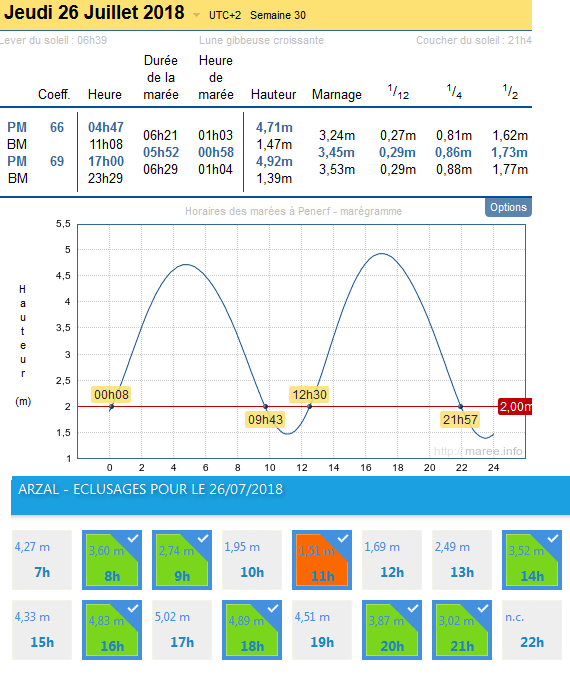 Jeudi 26 Juillet 2018 UTC+2 Semaine 30
Lever du soleil : 06h39 Lune gibbeuse croissante Coucher du soleil : 21h4
Coeff. Heure Durée de la marée Heure de marée Hauteur Marnage 1/12 1/4 1/2
PM 66 04h47 4,71m
06h21 01h03 3,24m 0,27m 0,81m 1,62m
BM 11h08 1,47m
05h52 00h58 3,45m 0,29m 0,86m 1,73m
PM 69 17h00 4,92m
06h29 01h04 3,53m 0,29m 0,88m 1,77m
BM 23h29 1,39m
Options
Horaires des marées à Penerf - marégramme
5,5
5
4,5
4
3,5
3
2,5
2
1,5
1
Hauteur
(m)
00h08
12h30
2,00m
09h43
21h57
http://maree.info
0 2 4 6 8 10 12 14 16 18 20 22 24
ARZAL - ECLUSAGES POUR LE 26/07/2018
4,27 m 3,60 m 2,74 m 1,95 m 1,51 m 1,69 m 2,49 m 3,52 m
7h 8h 9h 10h 11h 12h 13h 14h
4,33 m 4,83 m 5,02 m 4,89 m 4,51 m 3,87 m 3,02 m n.c.
15h 16h 17h 18h 19h 20h 21h 22h